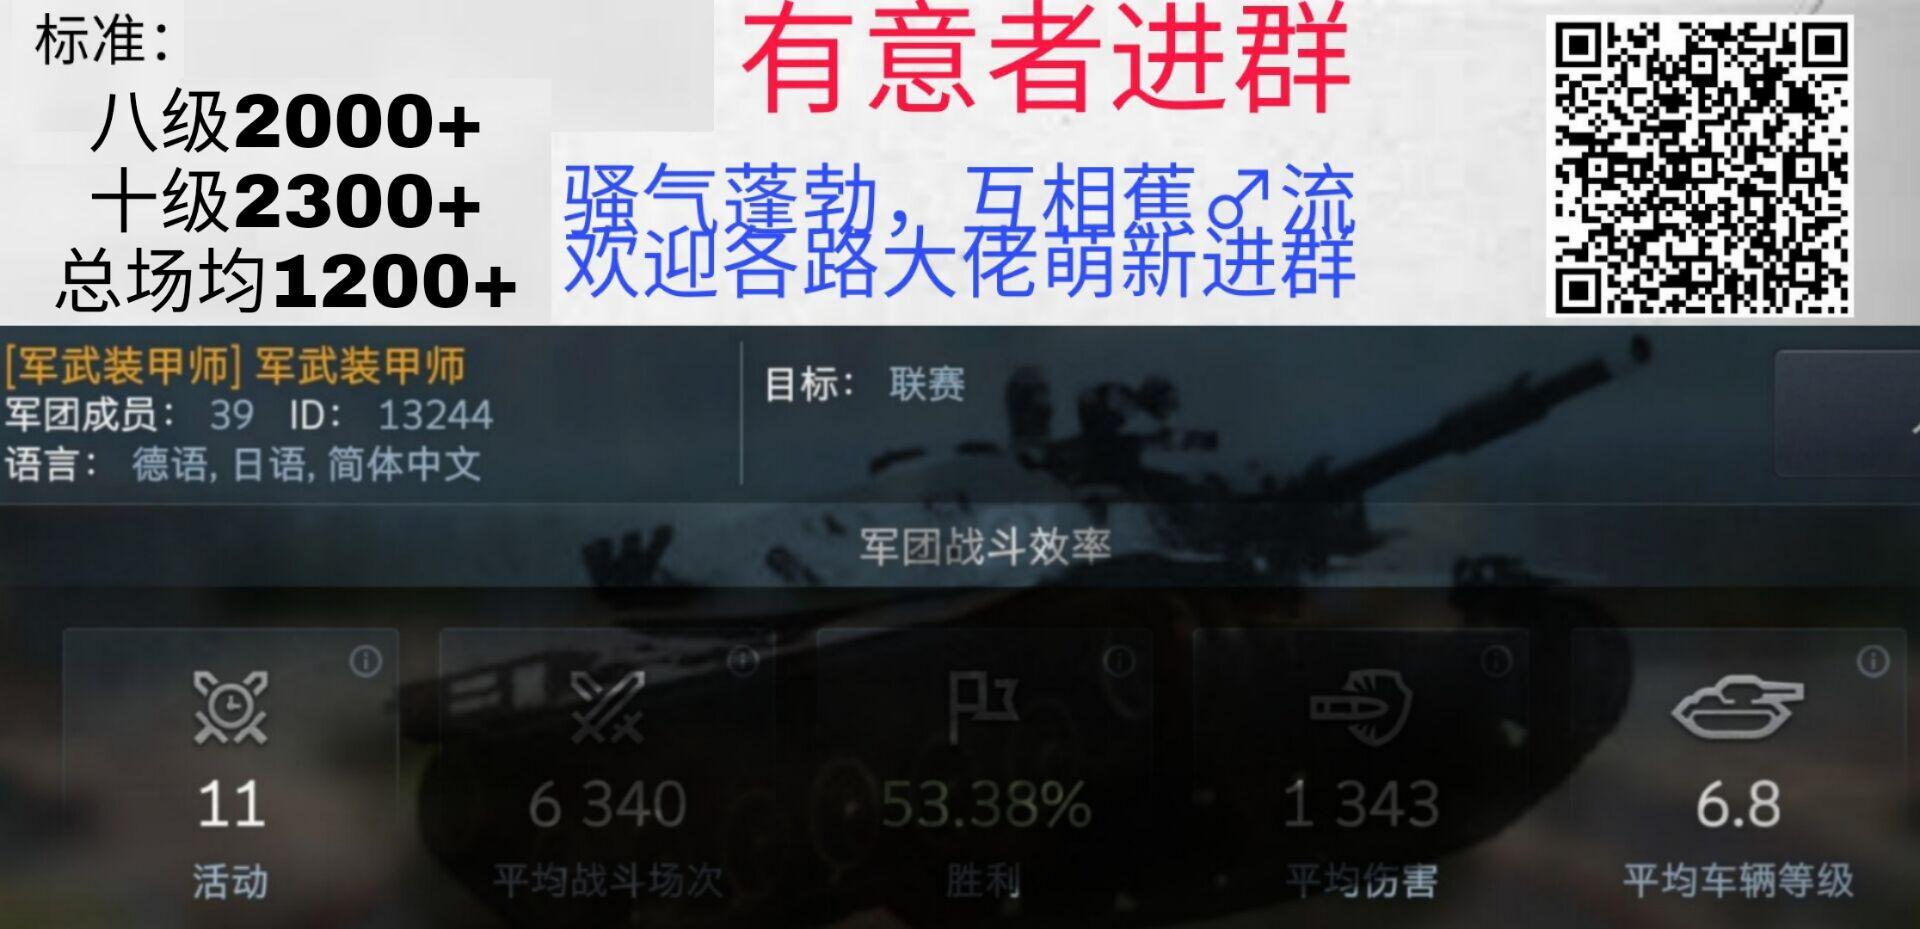 标准：
八级2000+
十级2300+
总场均1200+
有意者进群
骚气蓬勃，互相蕉♂流
欢迎各路大佬萌新进群
[军武装甲师] 军武装甲师
军团成员： 39 ID： 13244
语言： 德语, 日语, 简体中文
目标： 联赛
军团战斗效率
11
活动
6 340
平均战斗场次
53.38%
胜利
1 343
平均伤害
6.8
平均车辆等级